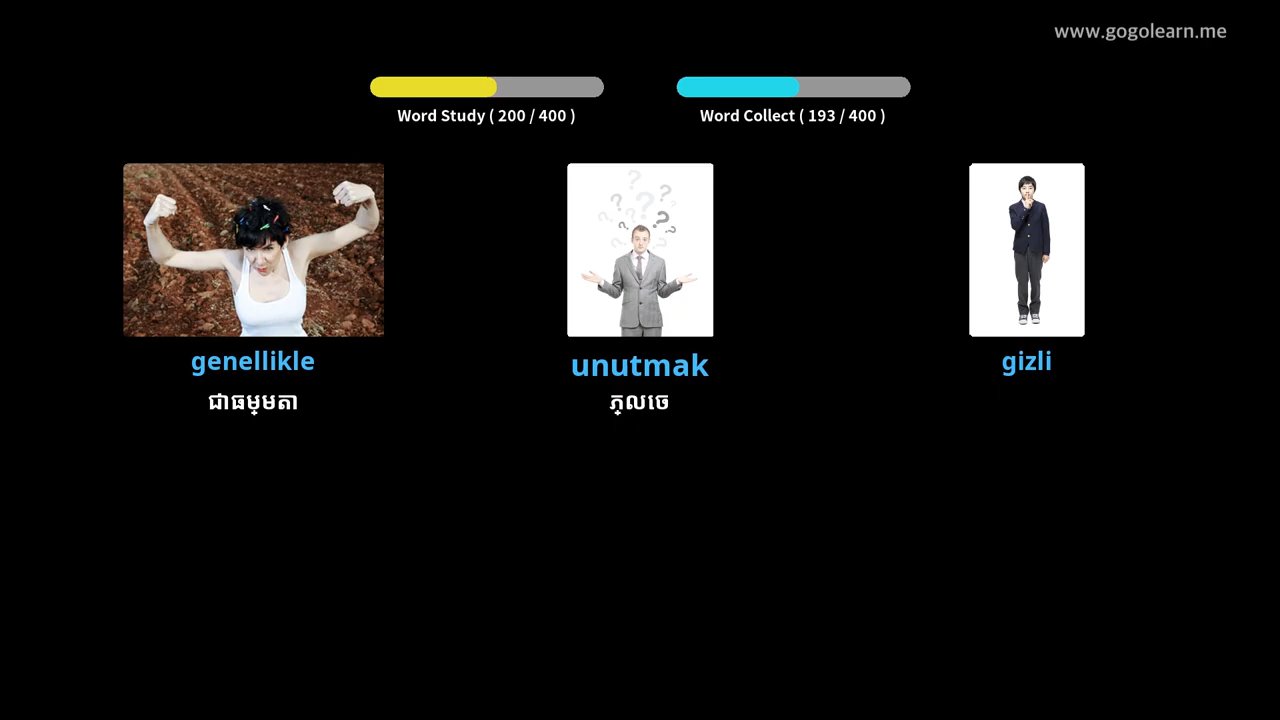 www.gogolearn.me
Word Study ( 200 / 400 )
Word Collect ( 193 / 400 )
genellikle
unutmak
gizli
ជាធម្មតា
ភ្លេច